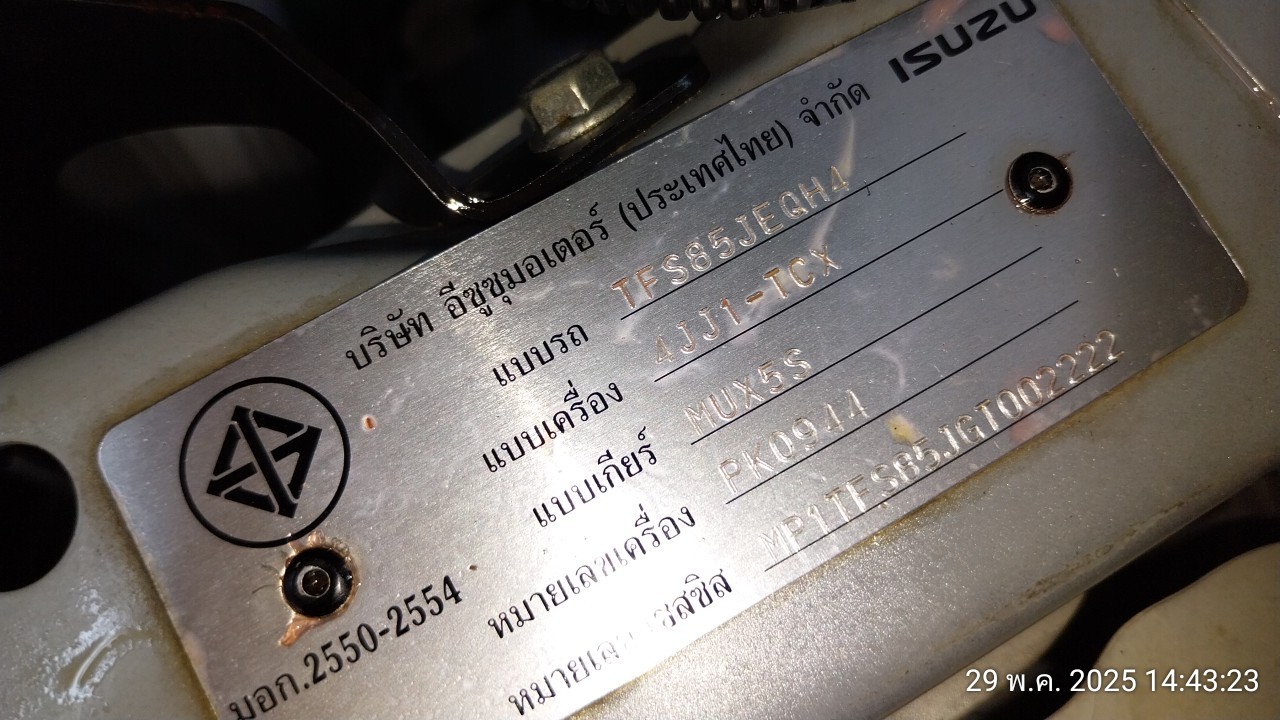 ISUZU
บริษัท อีซูซุมอเตอร์ (ประเทศไทย) จำกัด
แบบรถ TFS85JEQH4
แบบเครื่อง 4JJ1-TCX
แบบเกียร์ MUX5S
หมายเลขเครื่อง PK0944
หมายเลขแชสซิส MP1TFS85JGT002222
มอก.2550-2554
29 พ.ค. 2025 14:43:23